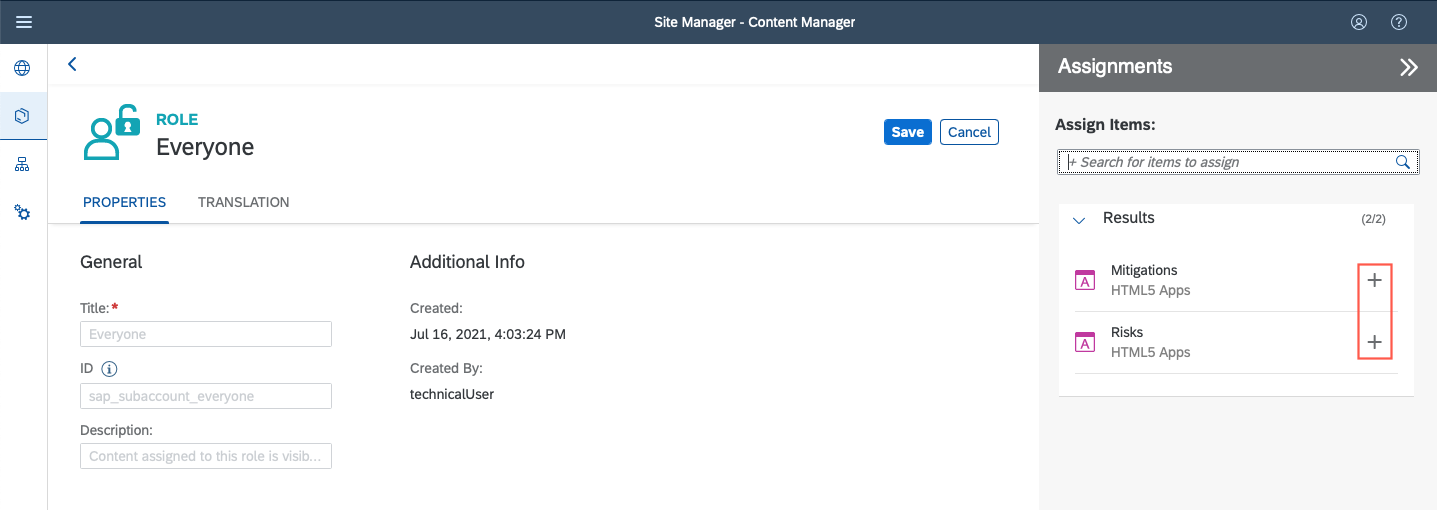 Site Manager - Content Manager
ROLE
Everyone
Save
Cancel
PROPERTIES
TRANSLATION
General
Title:*
Everyone
ID
sap_subaccount_everyone
Description:
Content assigned to this role is visib...
Additional Info
Created:
Jul 16, 2021, 4:03:24 PM
Created By:
technicalUser
Assignments
Assign Items:
+ Search for items to assign
Results
(2/2)
Mitigations
HTML5 Apps
Risks
HTML5 Apps